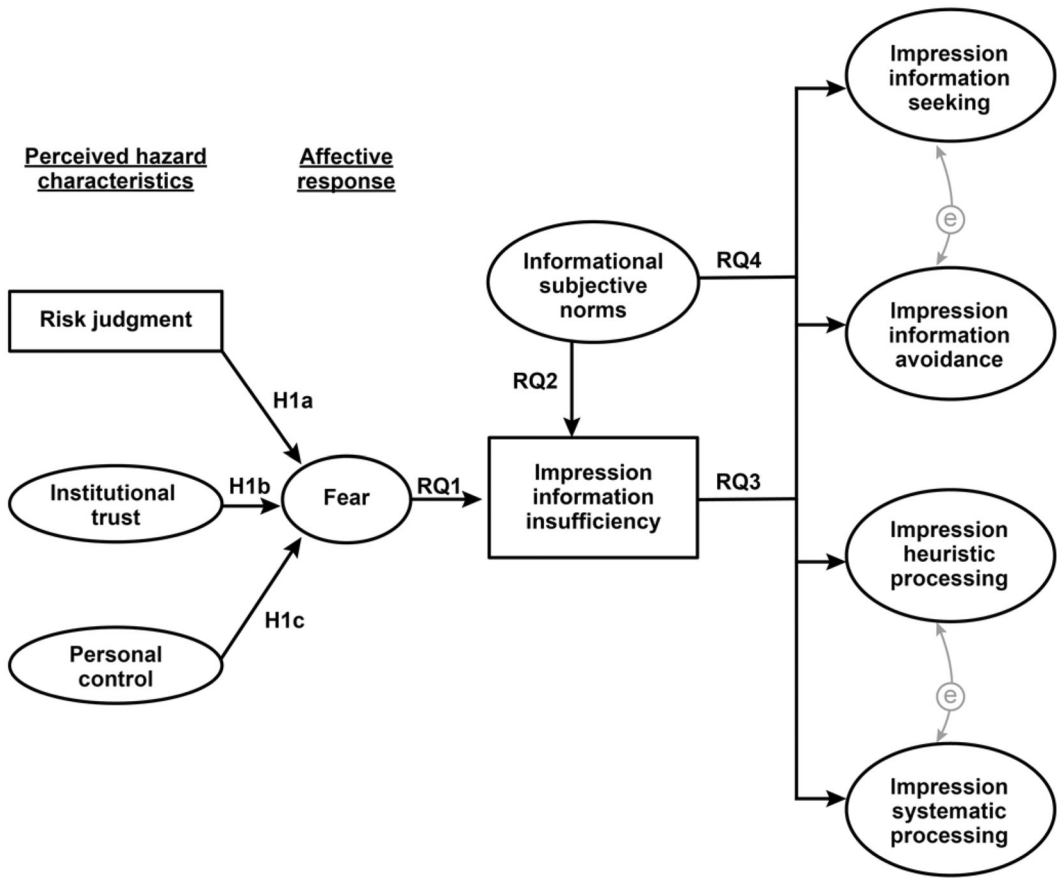 Perceived hazard
characteristics
Affective
response
Risk judgment
H1a
Institutional
trust
H1b
Personal
control
H1c
Fear
RQ1
Informational
subjective
norms
RQ2
RQ4
Impression
information
insufficiency
RQ3
Impression
information
seeking
e
Impression
information
avoidance
Impression
heuristic
processing
e
Impression
systematic
processing